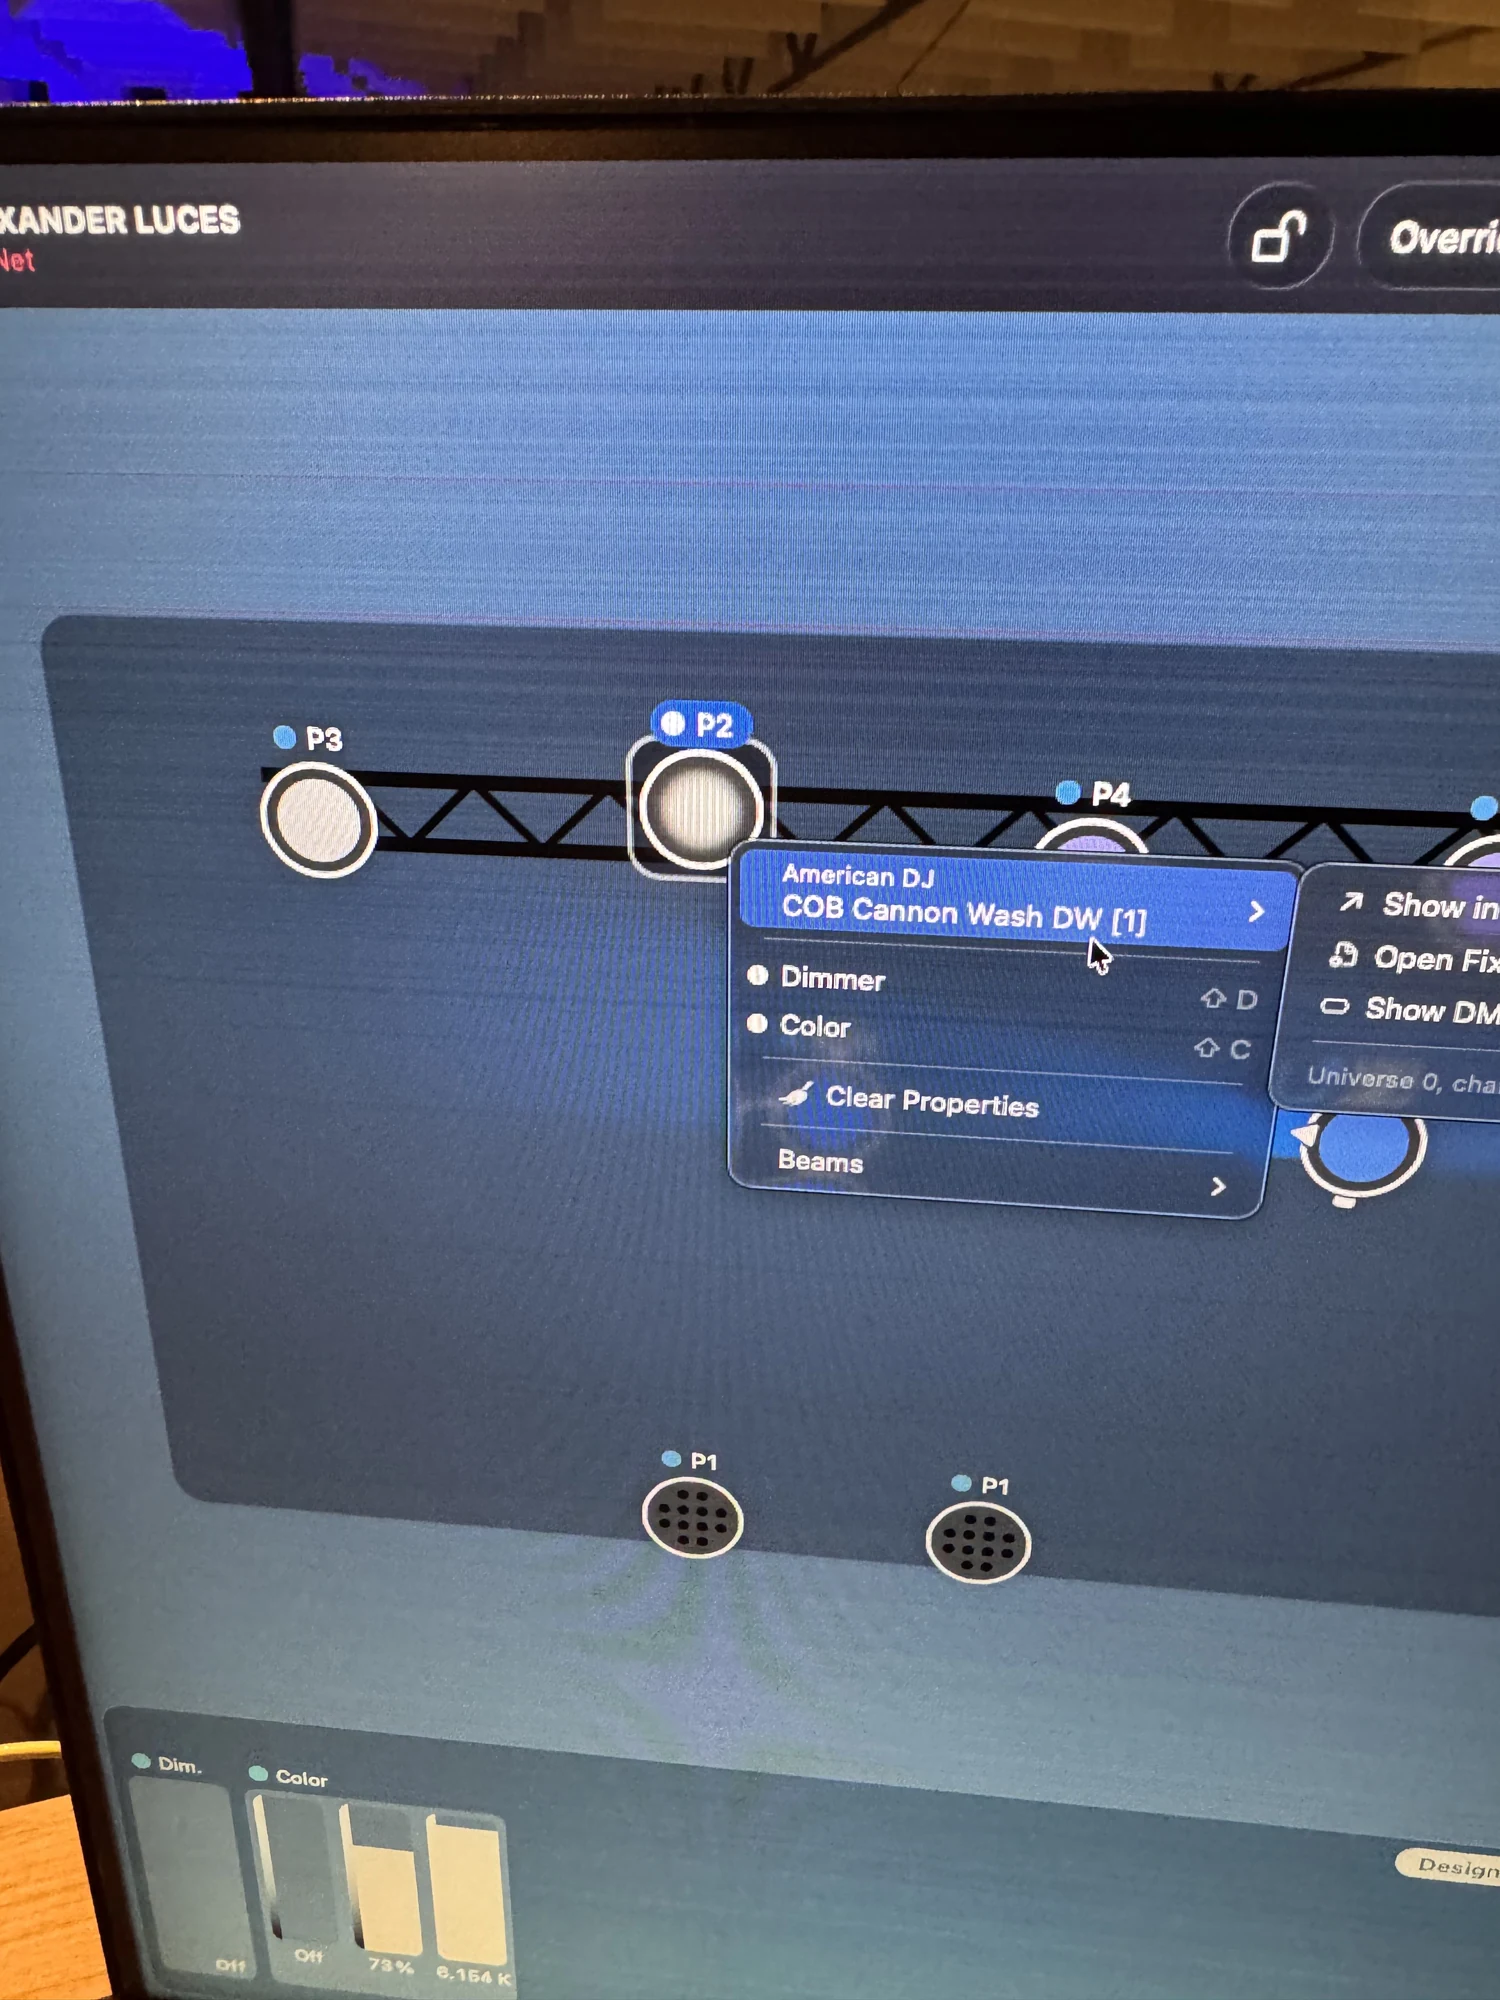 XANDER LUCES
Net
Overri
P3
P2
P4
American DJ
COB Cannon Wash DW [1]
Dimmer
D
Color
C
Clear Properties
Beams
Show in
Open Fix
Show DM
Universe 0, cha
P1
P1
Dim.
Color
Off
Off
73%
6.154 K
Design